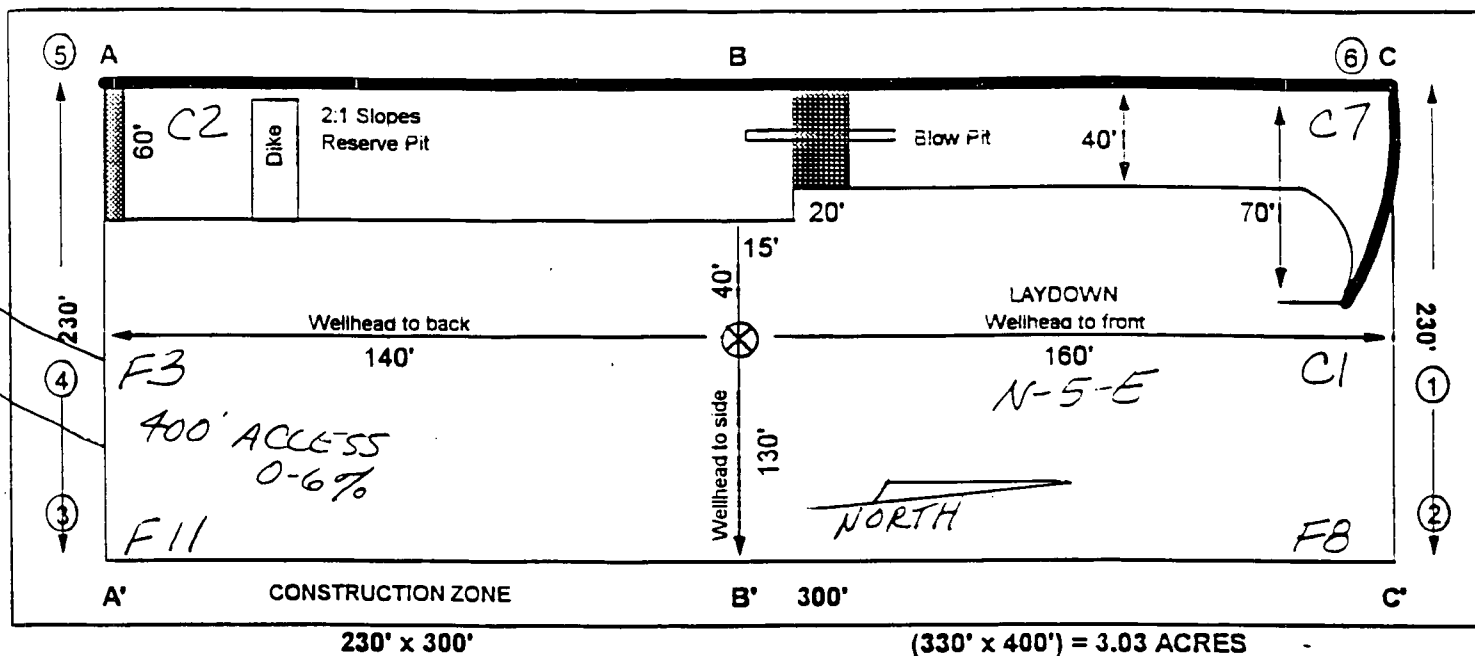 ⑤ A B ⑥ C
C2 2:1 Slopes C7
Reserve Pit
60' Dike Blow Pit 40'
20' 70'
15'
40' LAYDOWN
230' Wellhead to back Wellhead to front 230'
140' 160'
④ F3 C1 ①
N-5-E
400' ACCESS
0-6%
Wellhead to side 130'
③ F11 NORTH F8 ②
A' CONSTRUCTION ZONE B' 300' C'
230' x 300' (330' x 400') = 3.03 ACRES